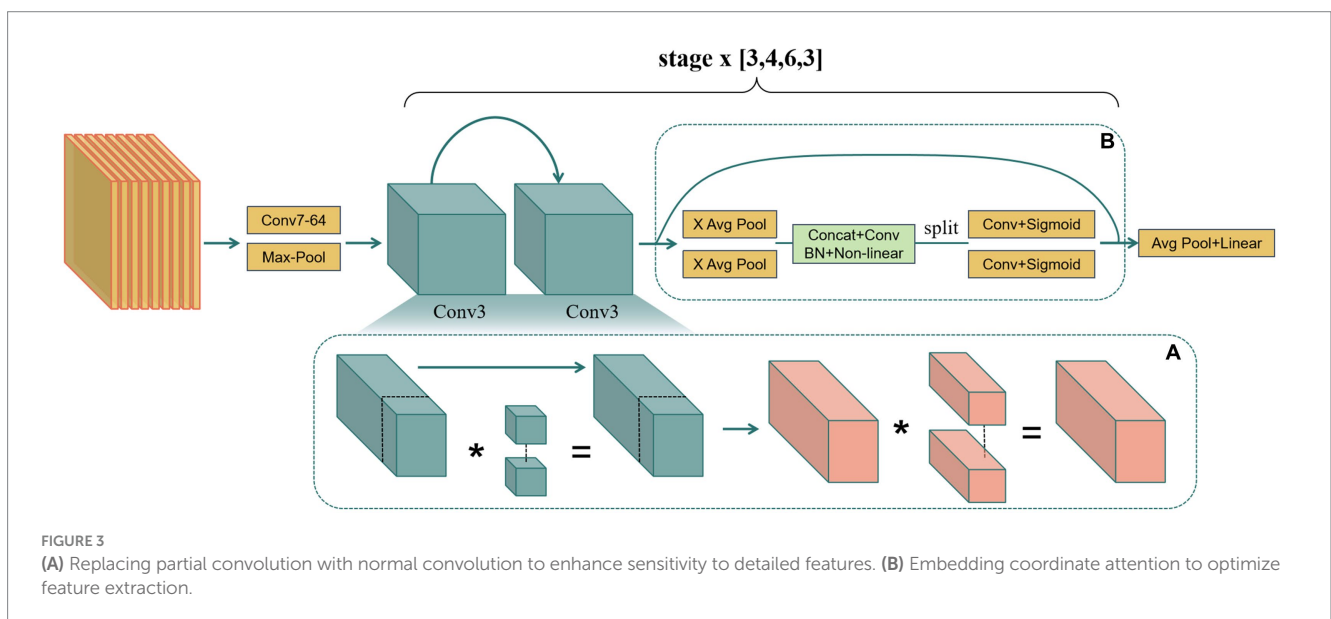 stage x [3,4,6,3]
B
Conv7-64
Max-Pool
X Avg Pool
X Avg Pool
Concat+Conv
BN+Non-linear
split
Conv+Sigmoid
Conv+Sigmoid
Avg Pool+Linear
Conv3
Conv3
A
*
=
*
=
FIGURE 3
(A) Replacing partial convolution with normal convolution to enhance sensitivity to detailed features. (B) Embedding coordinate attention to optimize
feature extraction.